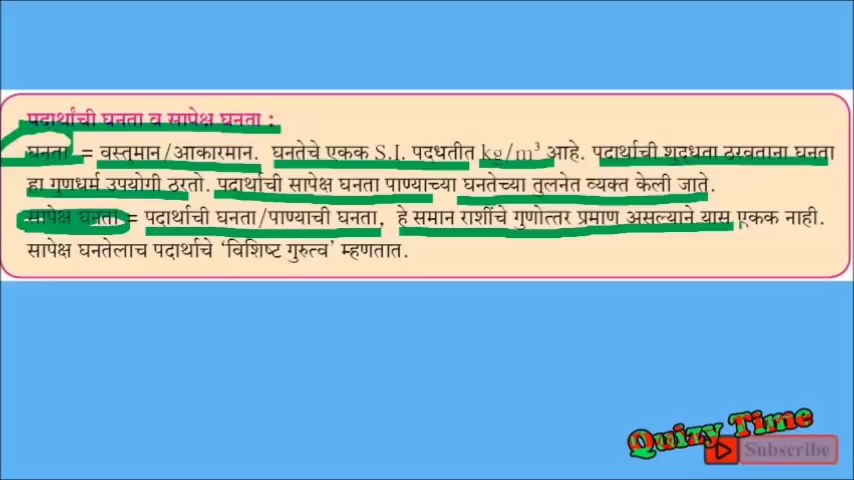 पदार्थांची घनता व सापेक्ष घनता :
घनता = वस्तुमान/आकारमान. घनतेचे एकक S.I. पद्धतीत kg/m³ आहे. पदार्थाची शुद्धता ठरवताना घनता
हा गुणधर्म उपयोगी ठरतो. पदार्थाची सापेक्ष घनता पाण्याच्या घनतेच्या तुलनेत व्यक्त केली जाते.
सापेक्ष घनता = पदार्थाची घनता/पाण्याची घनता, हे समान राशींचे गुणोत्तर प्रमाण असल्याने यास एकक नाही.
सापेक्ष घनतेलाच पदार्थाचे ‘विशिष्ट गुरुत्व’ म्हणतात.
Quizy Time
Subscribe